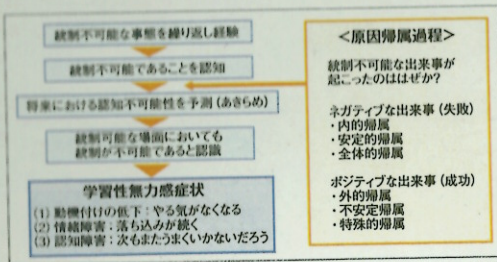 統制不可能な事態を繰り返し経験
統制不可能であることを認知
将来における認知不可能性を予測(あきらめ)
統制可能な場面においても
統制が不可能であると認識
学習性無力感症状
(1) 動機付けの低下:やる気がなくなる
(2) 情緒障害:落ち込みが続く
(3) 認知障害:次もまたうまくいかないだろう
<原因帰属過程>
統制不可能な出来事が
起こったのははぜか?
ネガティブな出来事(失敗)
・内的帰属
・安定的帰属
・全体的帰属
ポジティブな出来事(成功)
・外的帰属
・不安定帰属
・特殊的帰属